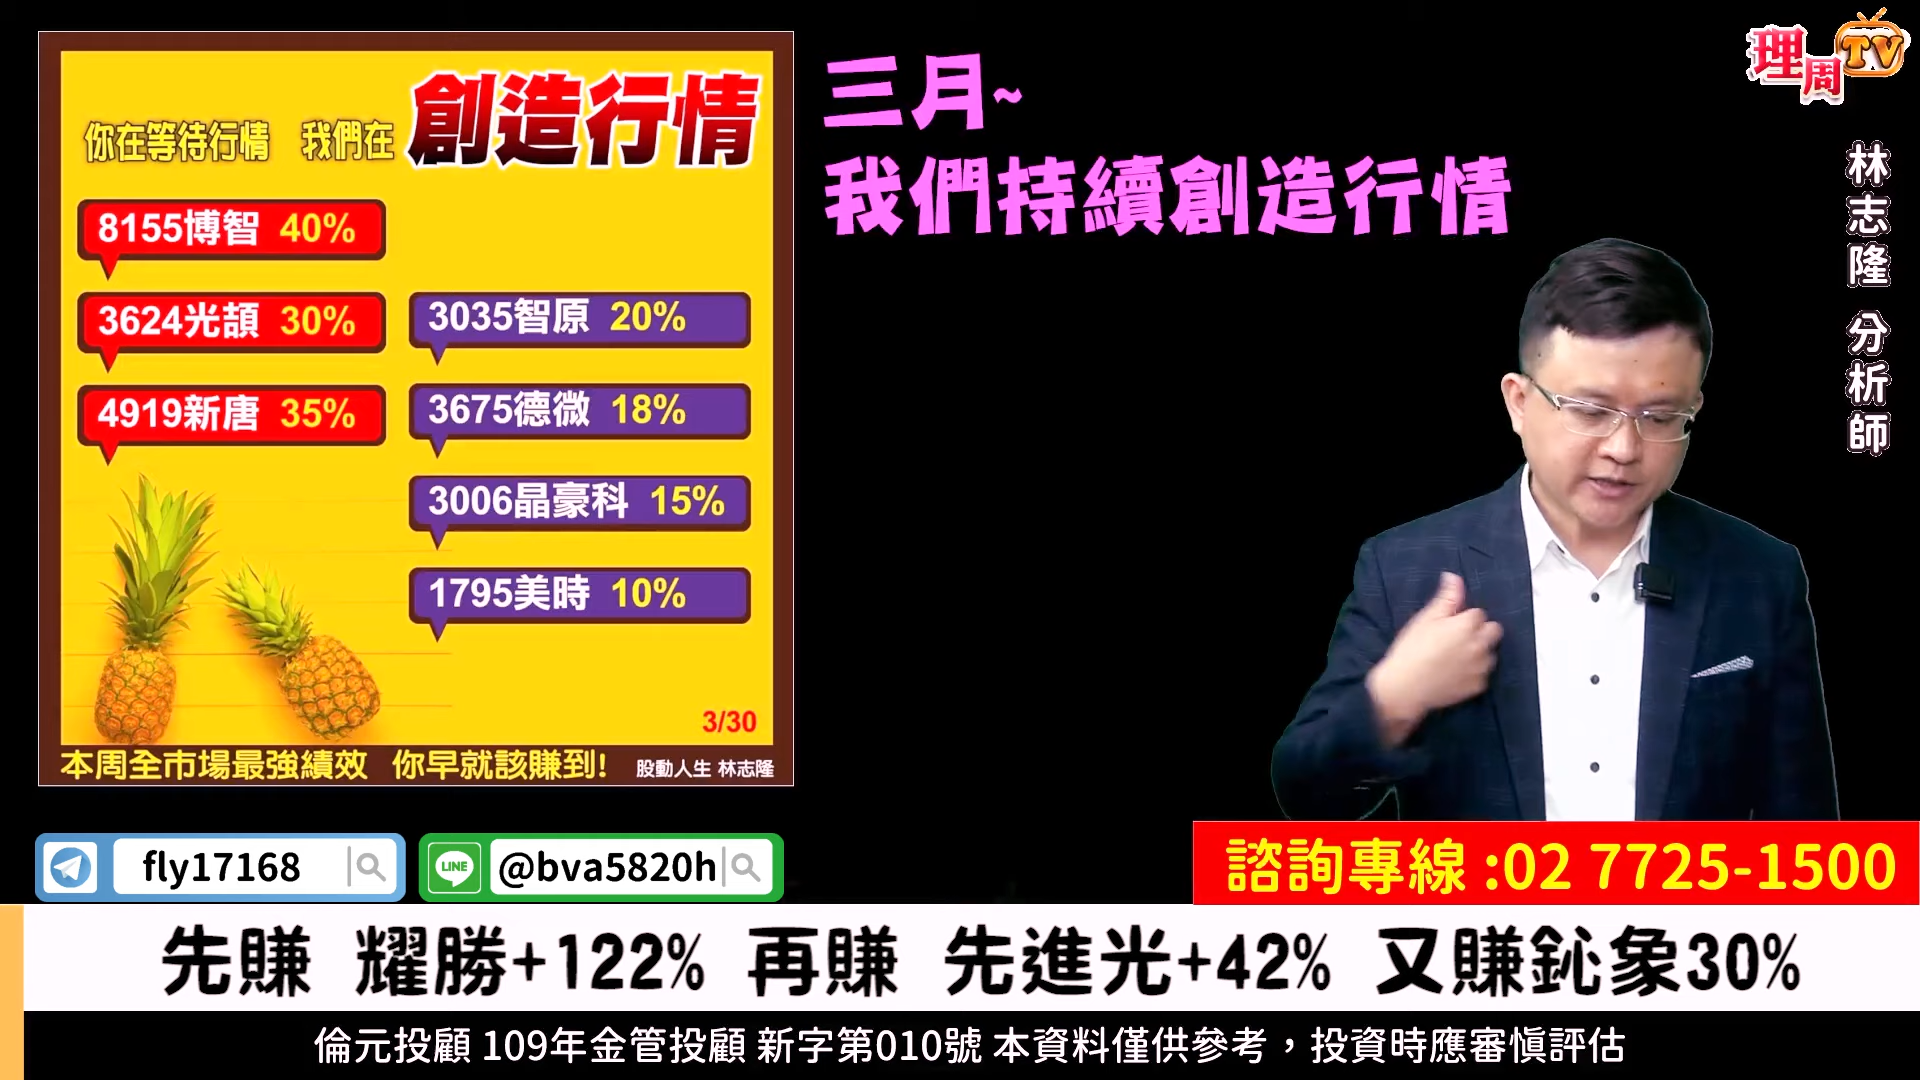 你在等待行情 我們在 創造行情
8155博智 40%
3624光頡 30%
4919新唐 35%
3035智原 20%
3675德微 18%
3006晶豪科 15%
1795美時 10%
3/30
本周全市場最強績效 你早就該賺到!
股動人生 林志隆
三月~
我們持續創造行情
理周TV
林志隆 分析師
fly17168
LINE
@bva5820h
諮詢專線:02 7725-1500
先賺 耀勝+122% 再賺 先進光+42% 又賺鈊象30%
倫元投顧 109年金管投顧 新字第010號 本資料僅供參考，投資時應審慎評估